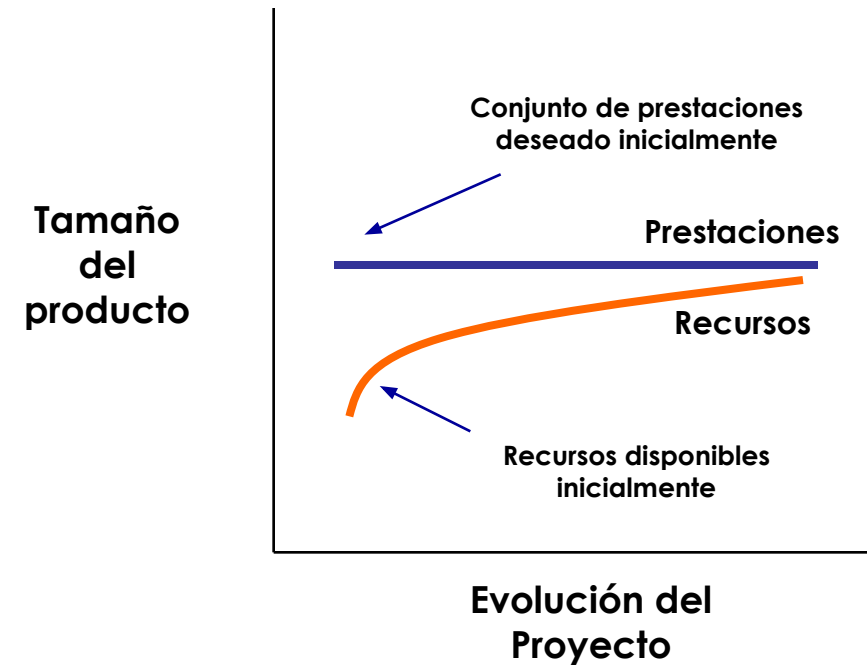 Conjunto de prestaciones
deseado inicialmente
Tamaño
del
producto
Prestaciones
Recursos
Recursos disponibles
inicialmente
Evolución del
Proyecto